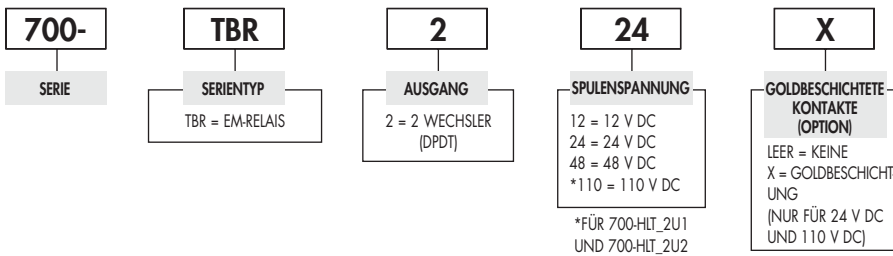 700-
TBR
2
24
X
SERIE
SERIENTYP
TBR = EM-RELAIS
AUSGANG
2 = 2 WECHSLER
(DPDT)
SPULENSPANNUNG
12 = 12 V DC
24 = 24 V DC
48 = 48 V DC
*110 = 110 V DC
*FÜR 700-HLT_2U1
UND 700-HLT_2U2
GOLDBESCHICHTETE
KONTAKTE
(OPTION)
LEER = KEINE
X = GOLDBESCHICHT-
UNG
(NUR FÜR 24 V DC
UND 110 V DC)